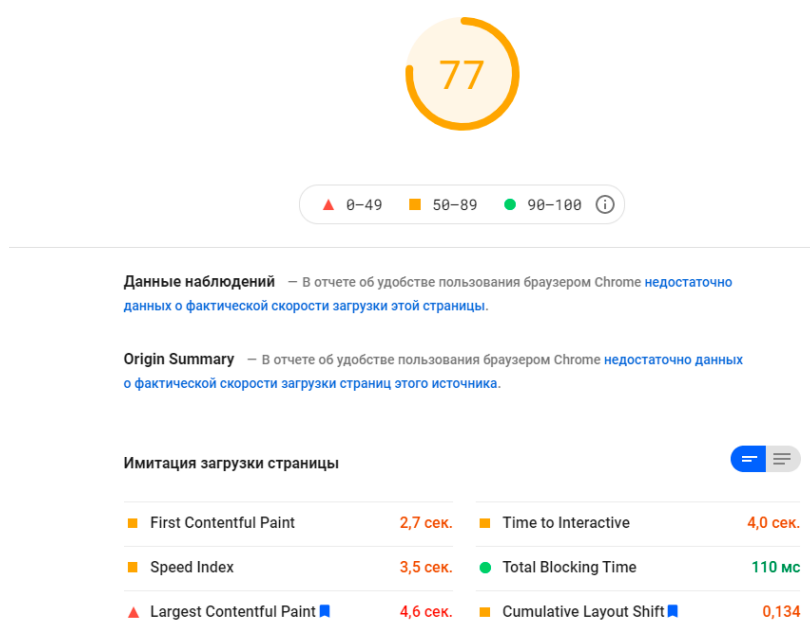 77
0–49 50–89 90–100
Данные наблюдений — В отчете об удобстве пользования браузером Chrome недостаточно
данных о фактической скорости загрузки этой страницы.
Origin Summary — В отчете об удобстве пользования браузером Chrome недостаточно данных
о фактической скорости загрузки страниц этого источника.
Имитация загрузки страницы
First Contentful Paint 2,7 сек. Time to Interactive 4,0 сек.
Speed Index 3,5 сек. Total Blocking Time 110 мс
Largest Contentful Paint 4,6 сек. Cumulative Layout Shift 0,134